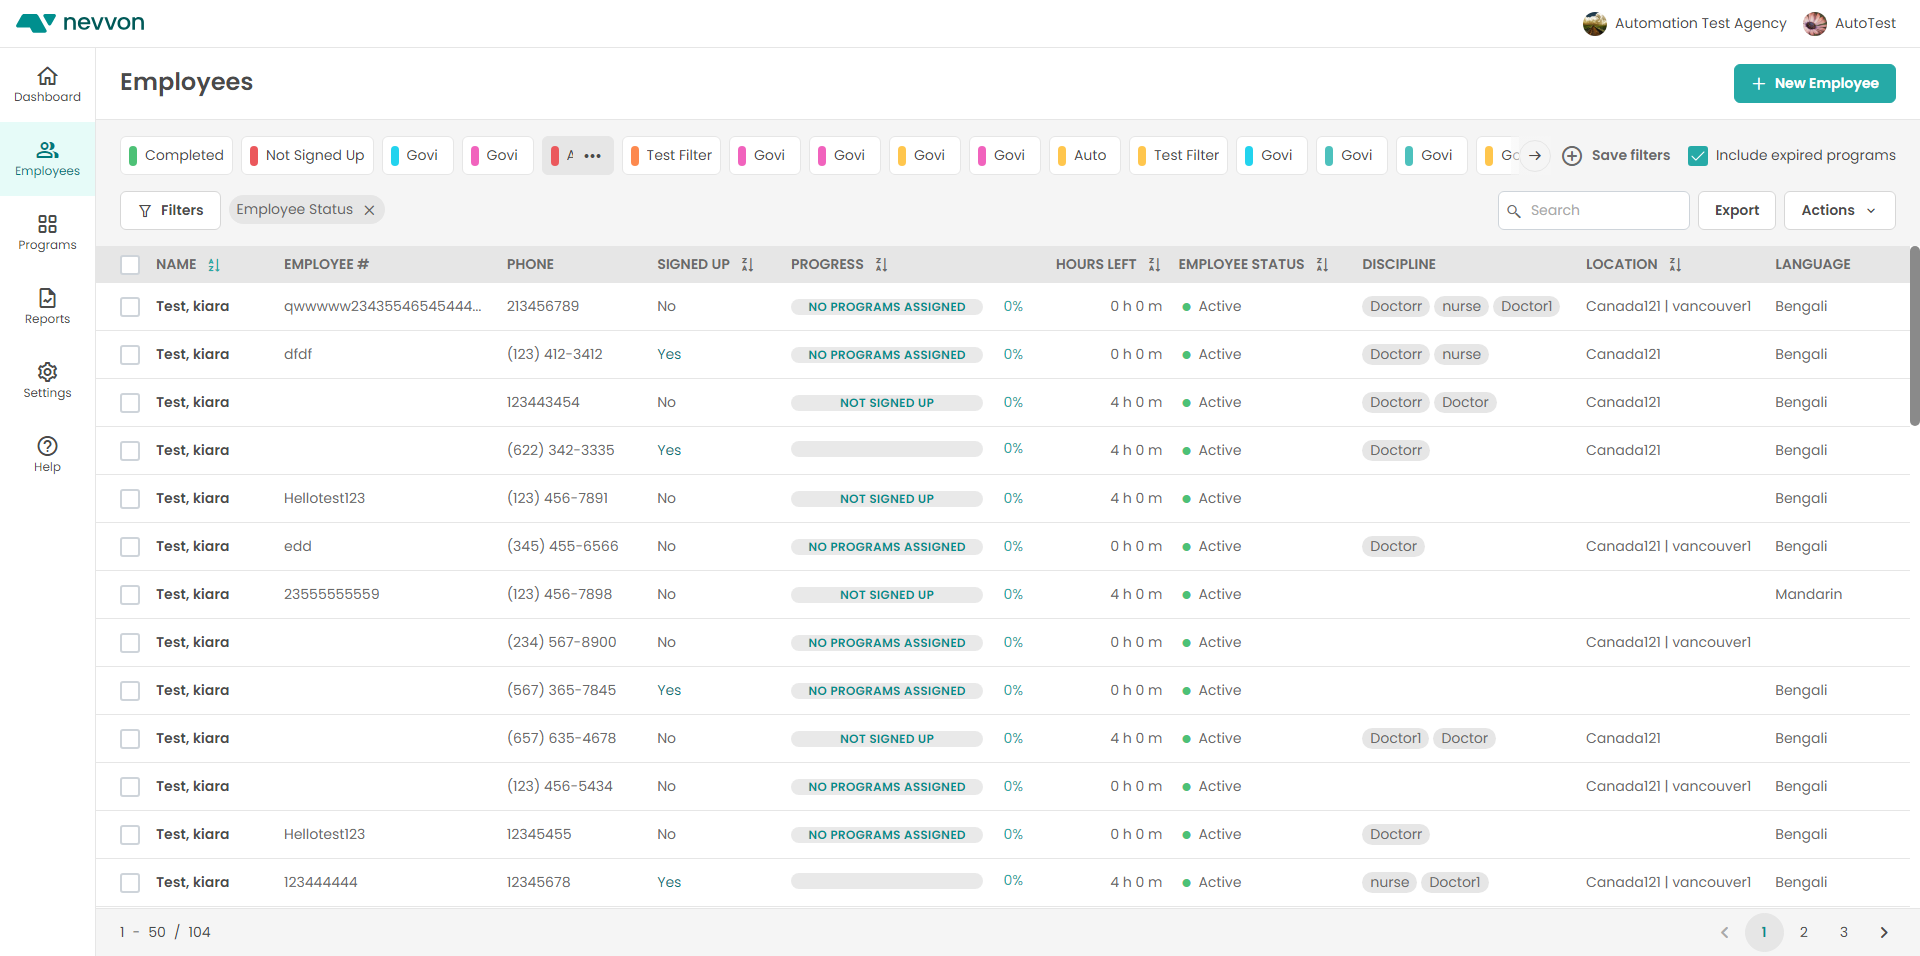 nevvon
Automation Test Agency AutoTest
Dashboard
Employees
Programs
Reports
Settings
Help
Employees
+ New Employee
Completed Not Signed Up Govi Govi ••• Test Filter Govi Govi Govi Govi Auto Test Filter Govi Govi Govi Save filters Include expired programs
Filters Employee Status Search Export Actions
NAME EMPLOYEE # PHONE SIGNED UP PROGRESS HOURS LEFT EMPLOYEE STATUS DISCIPLINE LOCATION LANGUAGE
Test, kiara qwwwww23435546545444... 213456789 No NO PROGRAMS ASSIGNED 0% 0 h 0 m Active Doctorr nurse Doctor1 Canada121 | vancouver1 Bengali
Test, kiara dfdf (123) 412-3412 Yes NO PROGRAMS ASSIGNED 0% 0 h 0 m Active Doctorr nurse Canada121 Bengali
Test, kiara 123443454 No NOT SIGNED UP 0% 4 h 0 m Active Doctorr Doctor Canada121 Bengali
Test, kiara (622) 342-3335 Yes 0% 4 h 0 m Active Doctorr Canada121 Bengali
Test, kiara Hellotest123 (123) 456-7891 No NOT SIGNED UP 0% 4 h 0 m Active Bengali
Test, kiara edd (345) 455-6566 No NO PROGRAMS ASSIGNED 0% 0 h 0 m Active Doctor Canada121 | vancouver1 Bengali
Test, kiara 23555555559 (123) 456-7898 No NOT SIGNED UP 0% 4 h 0 m Active Mandarin
Test, kiara (234) 567-8900 No NO PROGRAMS ASSIGNED 0% 0 h 0 m Active Canada121 | vancouver1
Test, kiara (567) 365-7845 Yes NO PROGRAMS ASSIGNED 0% 0 h 0 m Active Bengali
Test, kiara (657) 635-4678 No NOT SIGNED UP 0% 4 h 0 m Active Doctor1 Doctor Canada121 Bengali
Test, kiara (123) 456-5434 No NO PROGRAMS ASSIGNED 0% 0 h 0 m Active Canada121 | vancouver1 Bengali
Test, kiara Hellotest123 12345455 No NO PROGRAMS ASSIGNED 0% 0 h 0 m Active Doctorr Bengali
Test, kiara 123444444 12345678 Yes 0% 4 h 0 m Active nurse Doctor1 Canada121 | vancouver1 Bengali
1 - 50 / 104 1 2 3